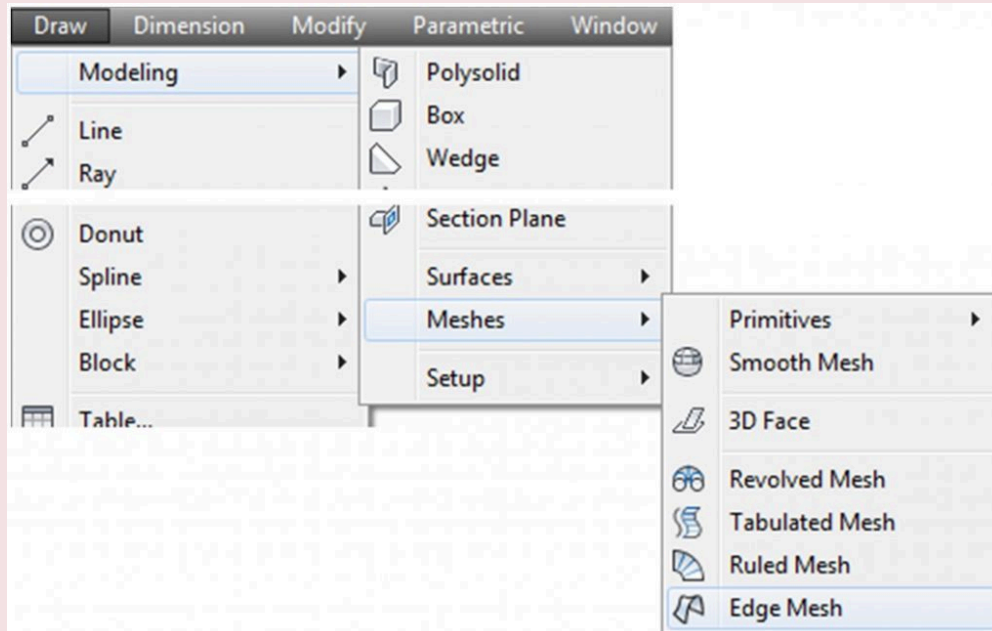 Draw Dimension Modify Parametric Window
Modeling
Line
Ray
Polysolid
Box
Wedge
Donut
Spline
Ellipse
Block
Table...
Section Plane
Surfaces
Meshes
Setup
Primitives
Smooth Mesh
3D Face
Revolved Mesh
Tabulated Mesh
Ruled Mesh
Edge Mesh